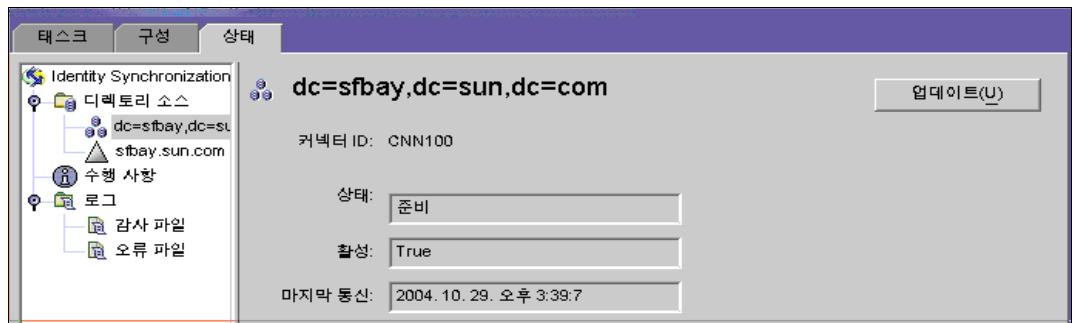 태스크
구성
상태
Identity Synchronization
디렉토리 소스
dc=sfbay,dc=su
sfbay.sun.com
수행 사항
로그
감사 파일
오류 파일
dc=sfbay,dc=sun,dc=com
업데이트(U)
커넥터 ID: CNN100
상태: 준비
활성: True
마지막 통신: 2004. 10. 29. 오후 3:39:7